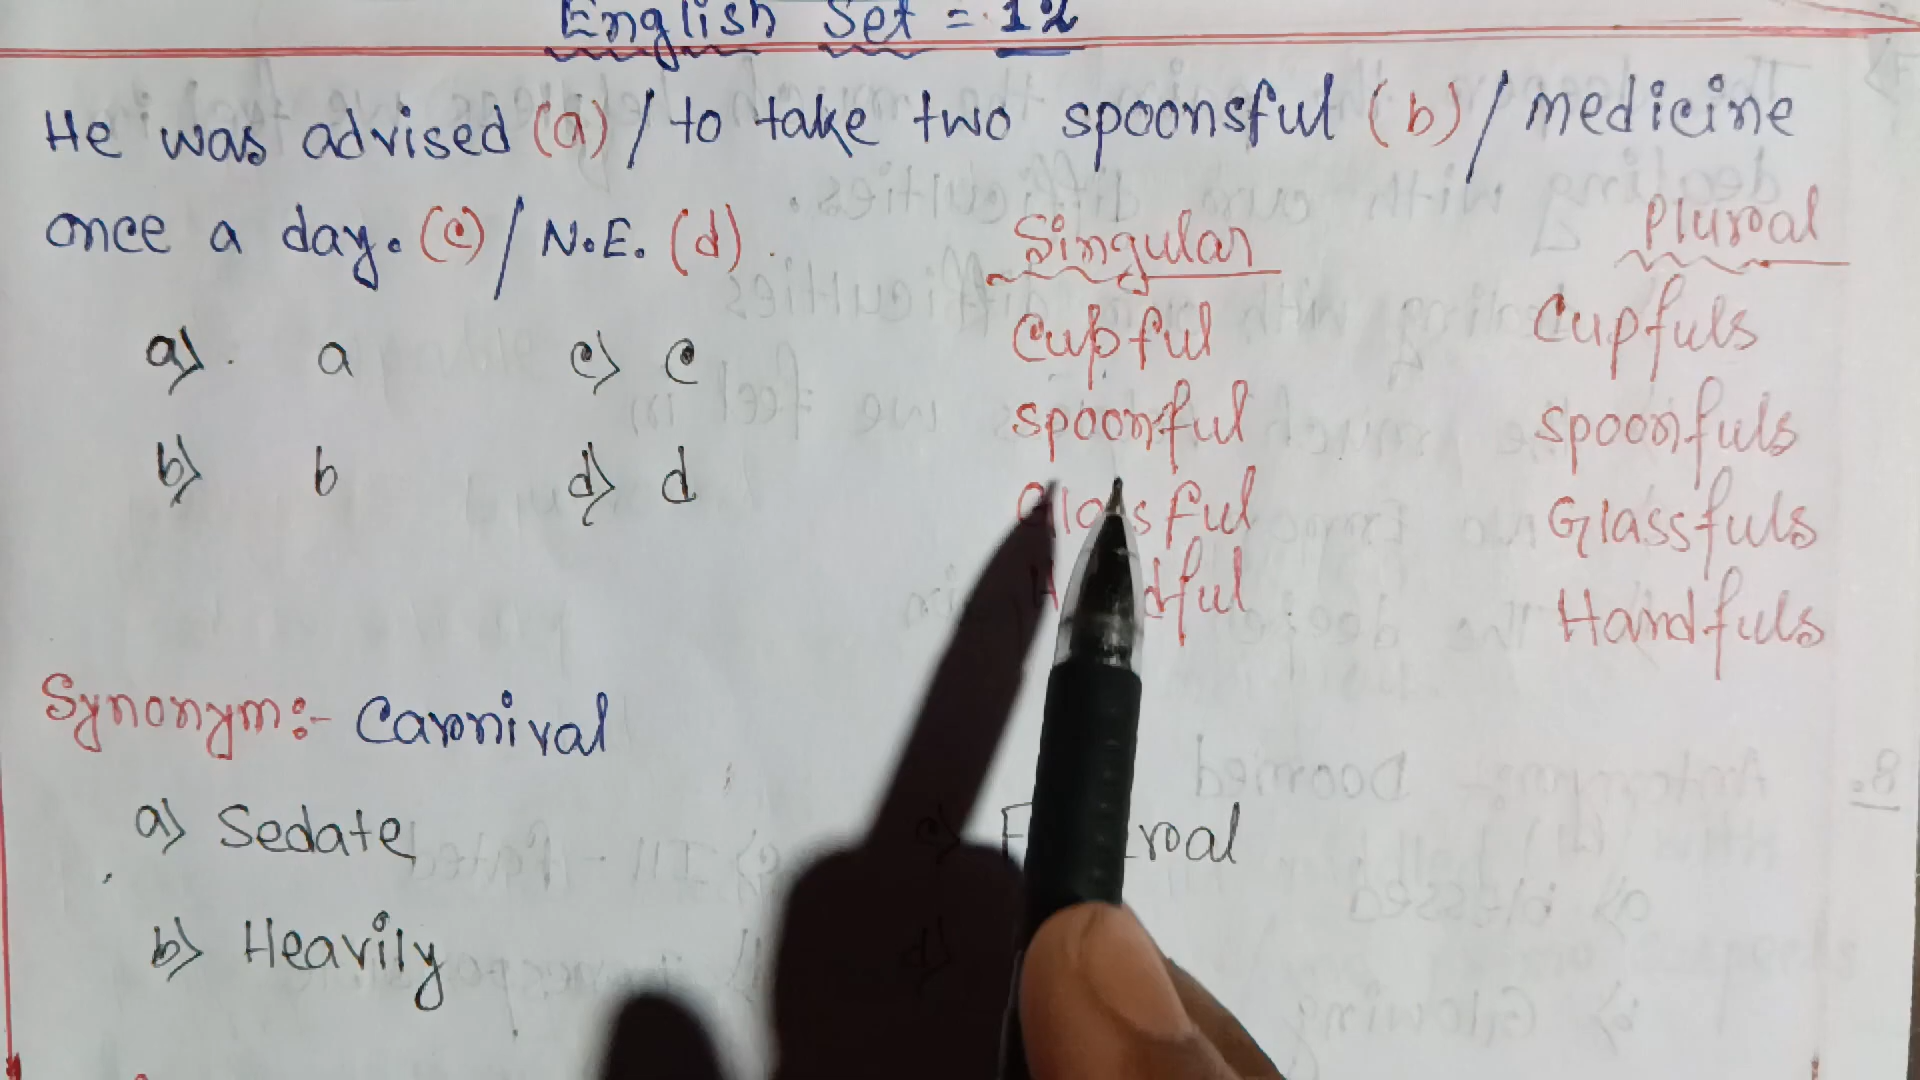 English Set = 12
He was advised (a) / to take two spoonsful (b) / medicine
once a day. (c) / N.E. (d).
Singular Plural
a) a c) c
Cupful Cupfuls
b) b d) d
Spoonful Spoonfuls
Glassful Glassfuls
Handfuls
Synonym:- Carnival
a) Sedate c)
b) Heavily d)